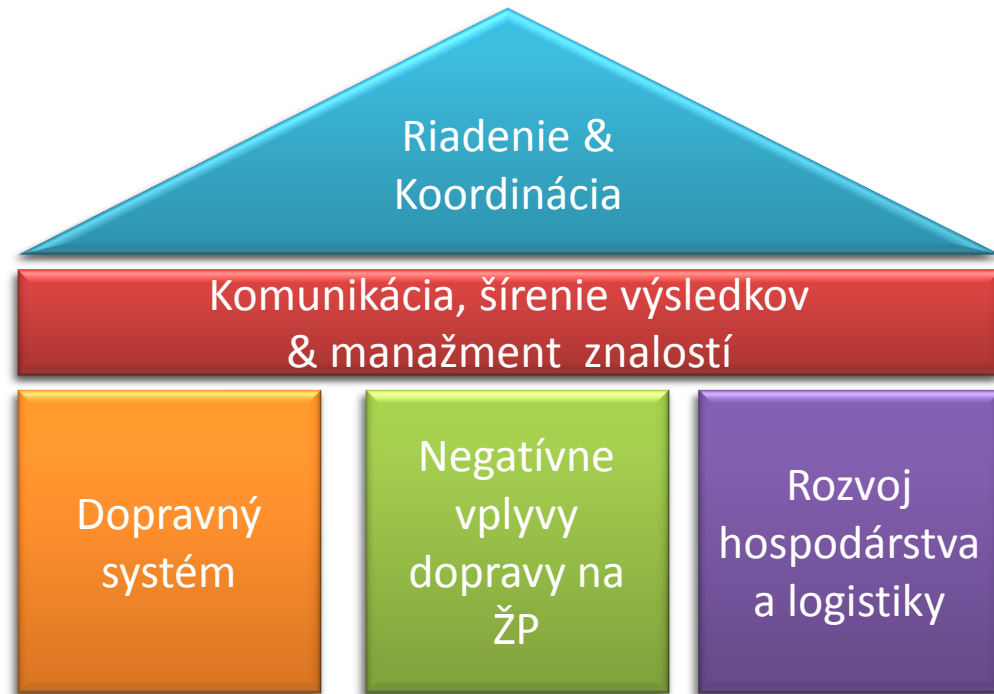 Riadenie &
Koordinácia
Komunikácia, šírenie výsledkov
& manažment znalostí
Dopravný
systém
Negatívne
vplyvy
dopravy na
ŽP
Rozvoj
hospodárstva
a logistiky